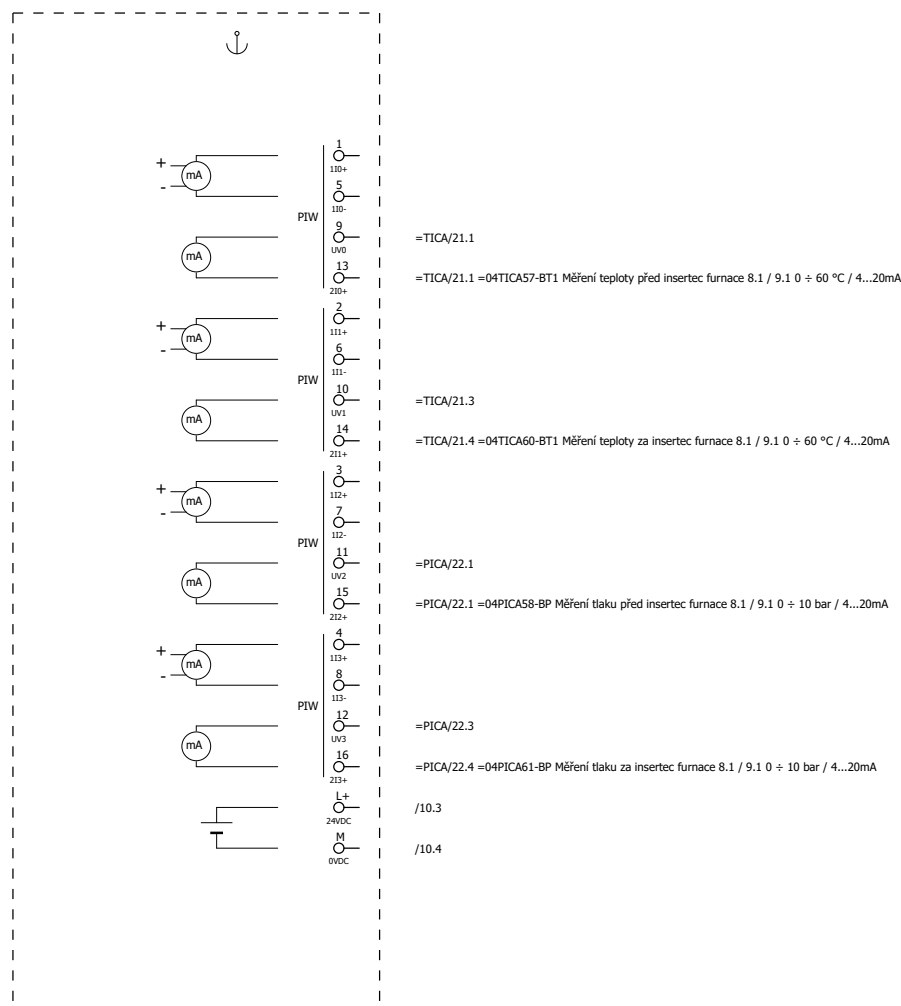 1
+
mA
1I0+
-
5
1I0-
PIW
9
UV0
=TICA/21.1
mA
13
2I0+
=TICA/21.1 =04TICA57-BT1 Měření teploty před insertec furnace 8.1 / 9.1 0 ÷ 60 °C / 4...20mA
2
+
mA
1I1+
-
6
1I1-
PIW
10
UV1
=TICA/21.3
mA
14
2I1+
=TICA/21.4 =04TICA60-BT1 Měření teploty za insertec furnace 8.1 / 9.1 0 ÷ 60 °C / 4...20mA
3
+
mA
1I2+
-
7
1I2-
PIW
11
UV2
=PICA/22.1
mA
15
2I2+
=PICA/22.1 =04PICA58-BP Měření tlaku před insertec furnace 8.1 / 9.1 0 ÷ 10 bar / 4...20mA
4
+
mA
1I3+
-
8
1I3-
PIW
12
UV3
=PICA/22.3
mA
16
2I3+
=PICA/22.4 =04PICA61-BP Měření tlaku za insertec furnace 8.1 / 9.1 0 ÷ 10 bar / 4...20mA
L+
24VDC
/10.3
M
0VDC
/10.4